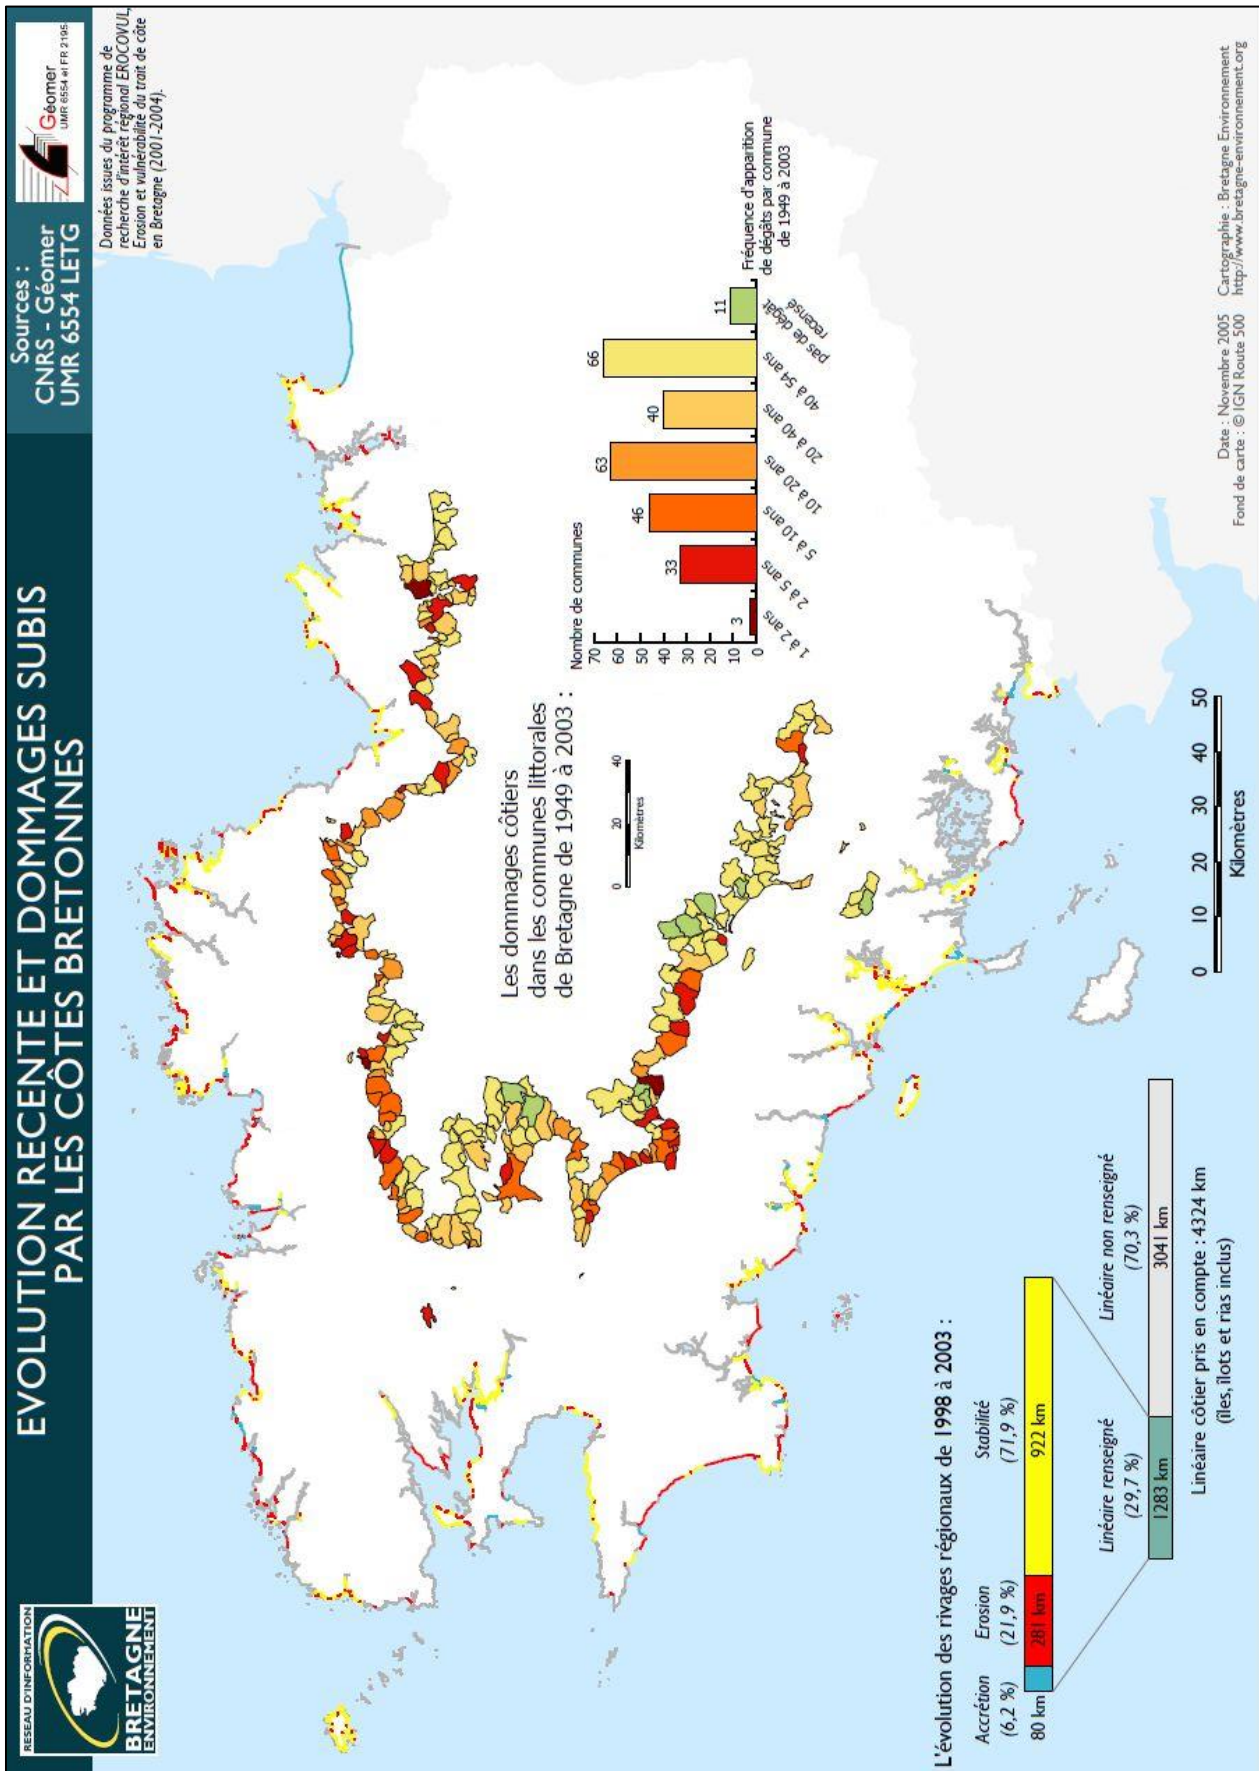 RESEAU D'INFORMATION
BRETAGNE
ENVIRONNEMENT
EVOLUTION RECENTE ET DOMMAGES SUBIS
PAR LES CÔTES BRETONNES
Sources :
CNRS - Géomer
UMR 6554 LETG
Géomer
UMR 6554 et FR 2195
Données issues du programme de
recherche d'intérêt régional EROCOVUL,
Erosion et vulnérabilité du trait de côte
en Bretagne (2001-2004).
Les dommages côtiers
dans les communes littorales
de Bretagne de 1949 à 2003 :
0 20 40
Kilomètres
Nombre de communes
70
60
50
40
30
20
10
0
3
33
46
63
40
66
11
1 à 2 ans
2 à 5 ans
5 à 10 ans
10 à 20 ans
20 à 40 ans
40 à 54 ans
pas de dégât
recensé
Fréquence d'apparition
de dégâts par commune
de 1949 à 2003
L'évolution des rivages régionaux de 1998 à 2003 :
Accrétion
(6,2 %)
80 km
Erosion
(21,9 %)
281 km
Stabilité
(71,9 %)
922 km
Linéaire renseigné
(29,7 %)
1283 km
Linéaire non renseigné
(70,3 %)
3041 km
Linéaire côtier pris en compte : 4324 km
(îles, îlots et rias inclus)
0 10 20 30 40 50
Kilomètres
Date : Novembre 2005
Fond de carte : © IGN Route 500
Cartographie : Bretagne Environnement
http://www.bretagne-environnement.org